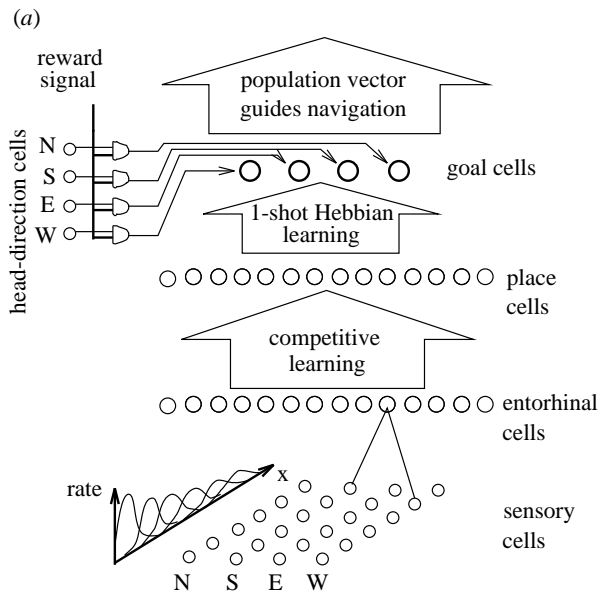 (a)
reward
signal
population vector
guides navigation
head-direction cells
N
S
E
W
goal cells
1-shot Hebbian
learning
place
cells
competitive
learning
entorhinal
cells
rate
x
sensory
cells
N S E W